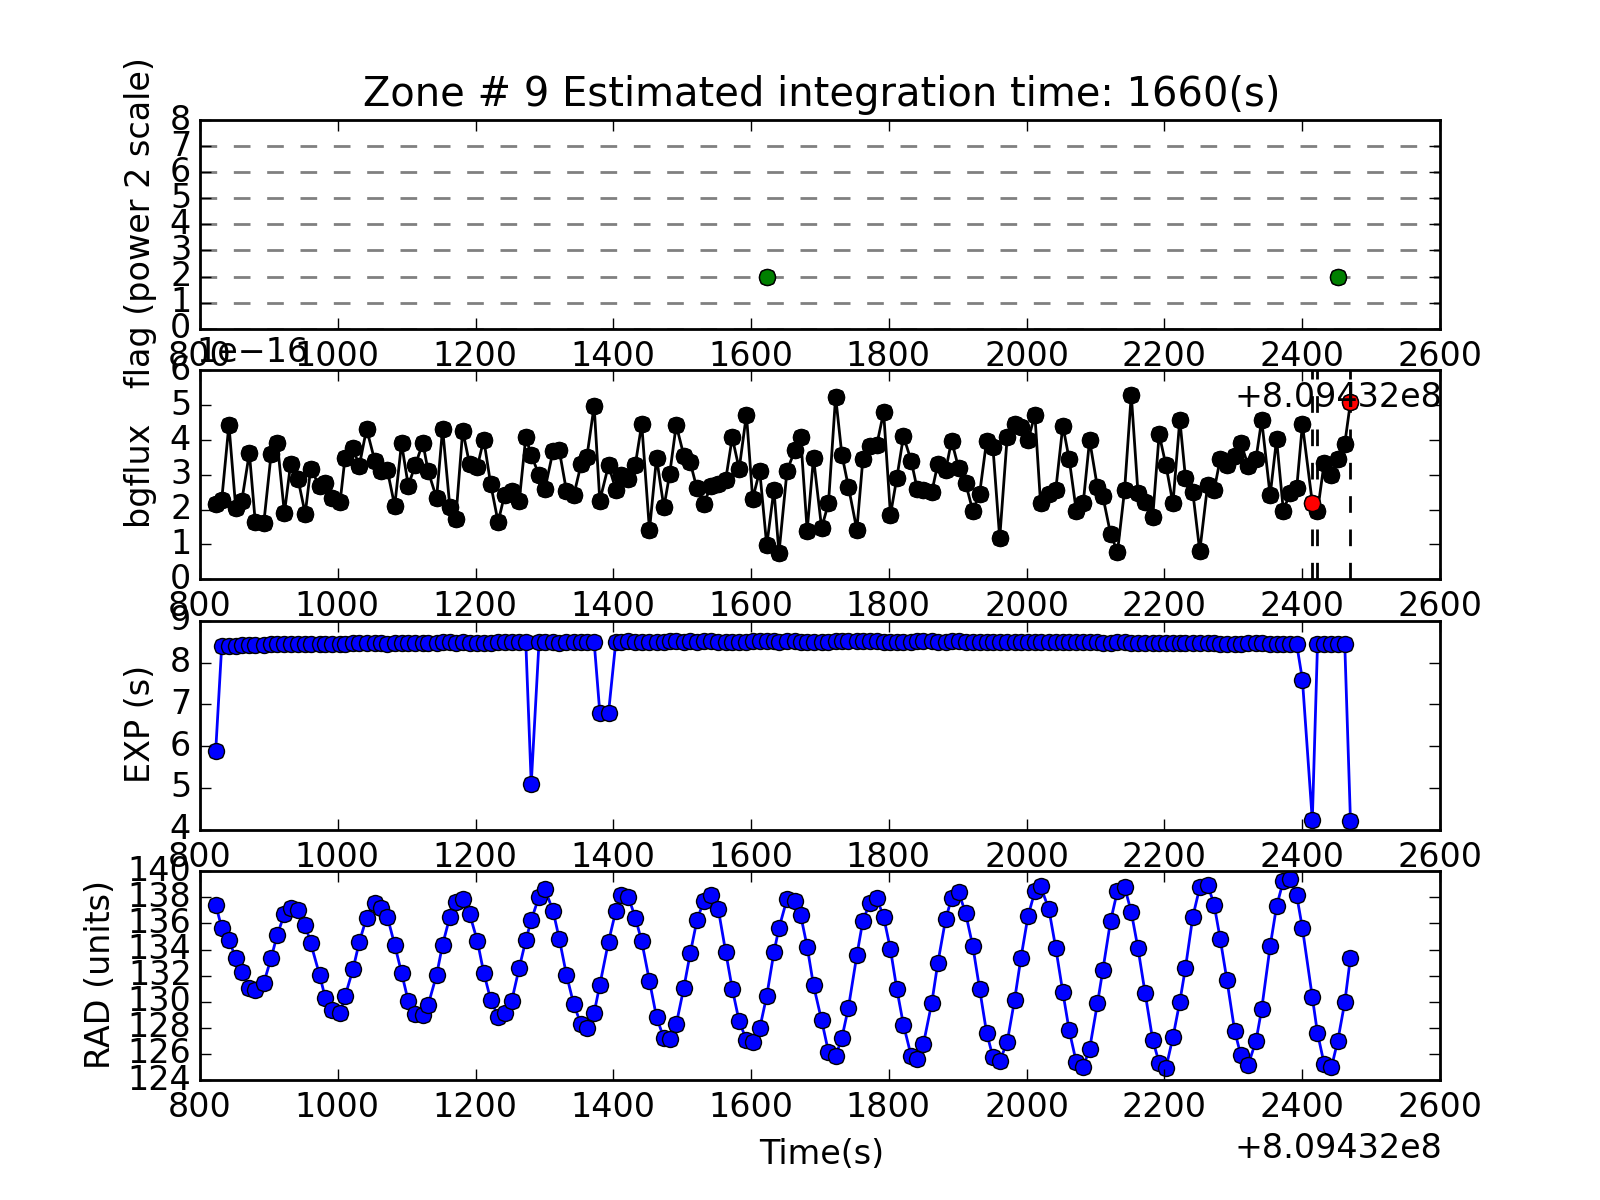 Zone # 9 Estimated integration time: 1660(s)
flag (power 2 scale)
8
7
6
5
4
3
2
1
0
800 1000 1200 1400 1600 1800 2000 2200 2400 2600
1e−16
+8.09432e8
bgflux
6
5
4
3
2
1
0
800 1000 1200 1400 1600 1800 2000 2200 2400 2600
EXP (s)
9
8
7
6
5
4
800 1000 1200 1400 1600 1800 2000 2200 2400 2600
RAD (units)
140
138
136
134
132
130
128
126
124
800 1000 1200 1400 1600 1800 2000 2200 2400 2600
Time(s)
+8.09432e8